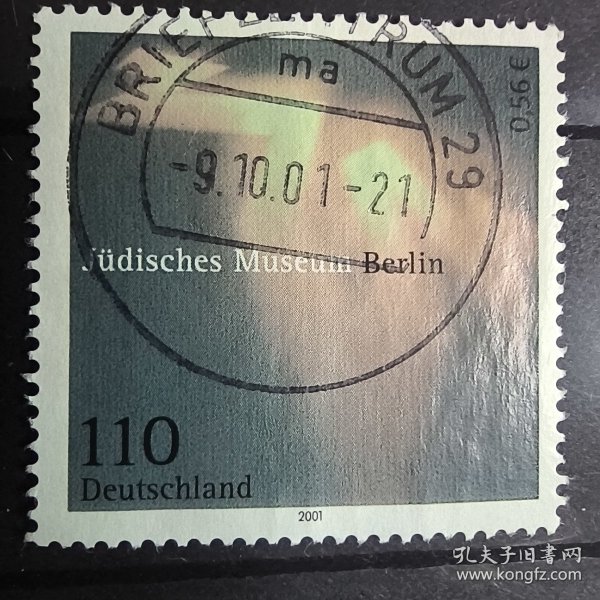 BRIEFZENTRUM 29
ma
-9.10.01-21
0,56 €
Jüdisches Museum Berlin
110
Deutschland
2001
孔夫子旧书网
www.kongfz.com